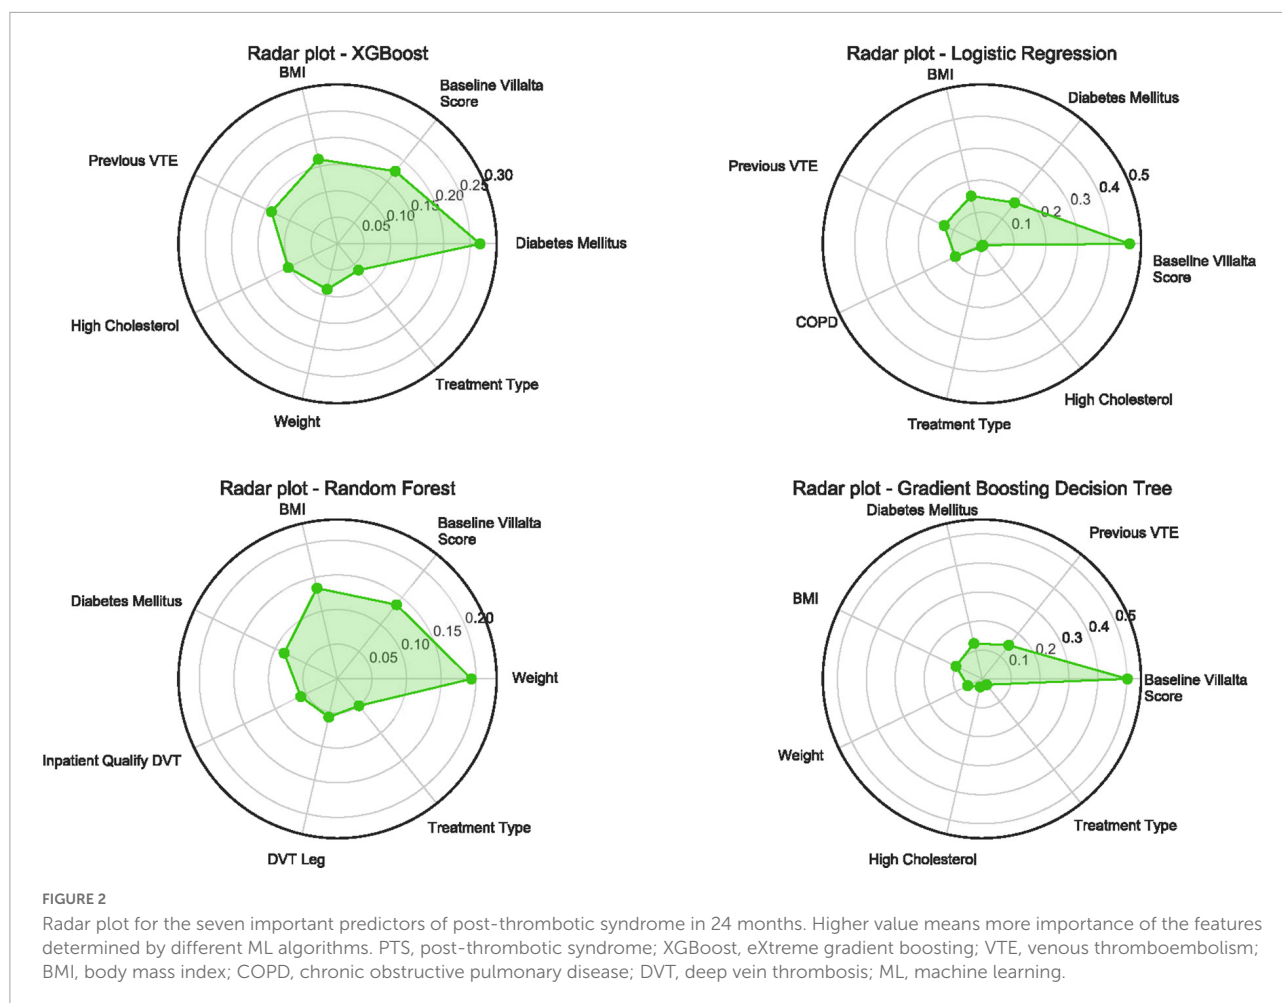 Radar plot - XGBoost
BMI
Baseline Villalta
Score
Previous VTE
0.30
0.25
0.20
0.15
0.10
0.05
Diabetes Mellitus
High Cholesterol
Treatment Type
Weight
Radar plot - Logistic Regression
BMI
Diabetes Mellitus
Previous VTE
0.5
0.4
0.3
0.2
0.1
Baseline Villalta
Score
COPD
High Cholesterol
Treatment Type
Radar plot - Random Forest
BMI
Baseline Villalta
Score
Diabetes Mellitus
0.20
0.15
0.10
0.05
Weight
Inpatient Qualify DVT
Treatment Type
DVT Leg
Radar plot - Gradient Boosting Decision Tree
Diabetes Mellitus
Previous VTE
BMI
0.5
0.4
0.3
0.2
0.1
Baseline Villalta
Score
Weight
Treatment Type
High Cholesterol
FIGURE 2
Radar plot for the seven important predictors of post-thrombotic syndrome in 24 months. Higher value means more importance of the features
determined by different ML algorithms. PTS, post-thrombotic syndrome; XGBoost, eXtreme gradient boosting; VTE, venous thromboembolism;
BMI, body mass index; COPD, chronic obstructive pulmonary disease; DVT, deep vein thrombosis; ML, machine learning.